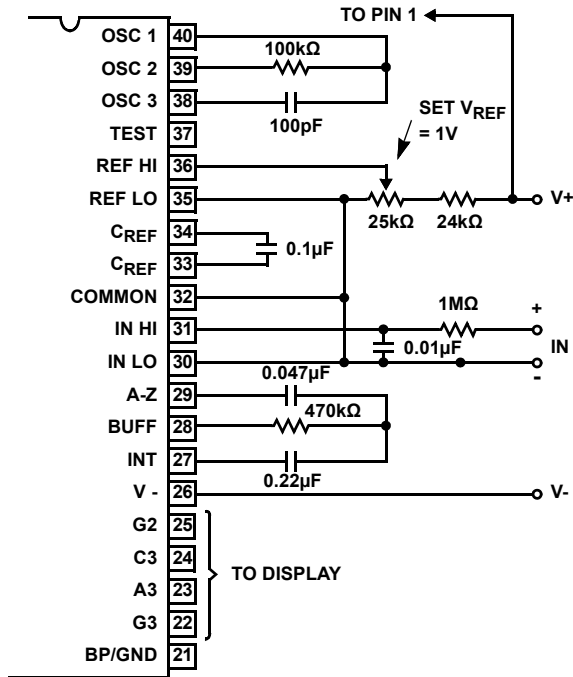 TO PIN 1
OSC 1 40
100kΩ
OSC 2 39
OSC 3 38
100pF
SET VREF
= 1V
TEST 37
REF HI 36
REF LO 35
V+
25kΩ 24kΩ
CREF 34
0.1µF
CREF 33
COMMON 32
1MΩ
+
IN HI 31
0.01µF
IN
IN LO 30
-
0.047µF
A-Z 29
470kΩ
BUFF 28
INT 27
0.22µF
V - 26
V-
G2 25
C3 24
TO DISPLAY
A3 23
G3 22
BP/GND 21